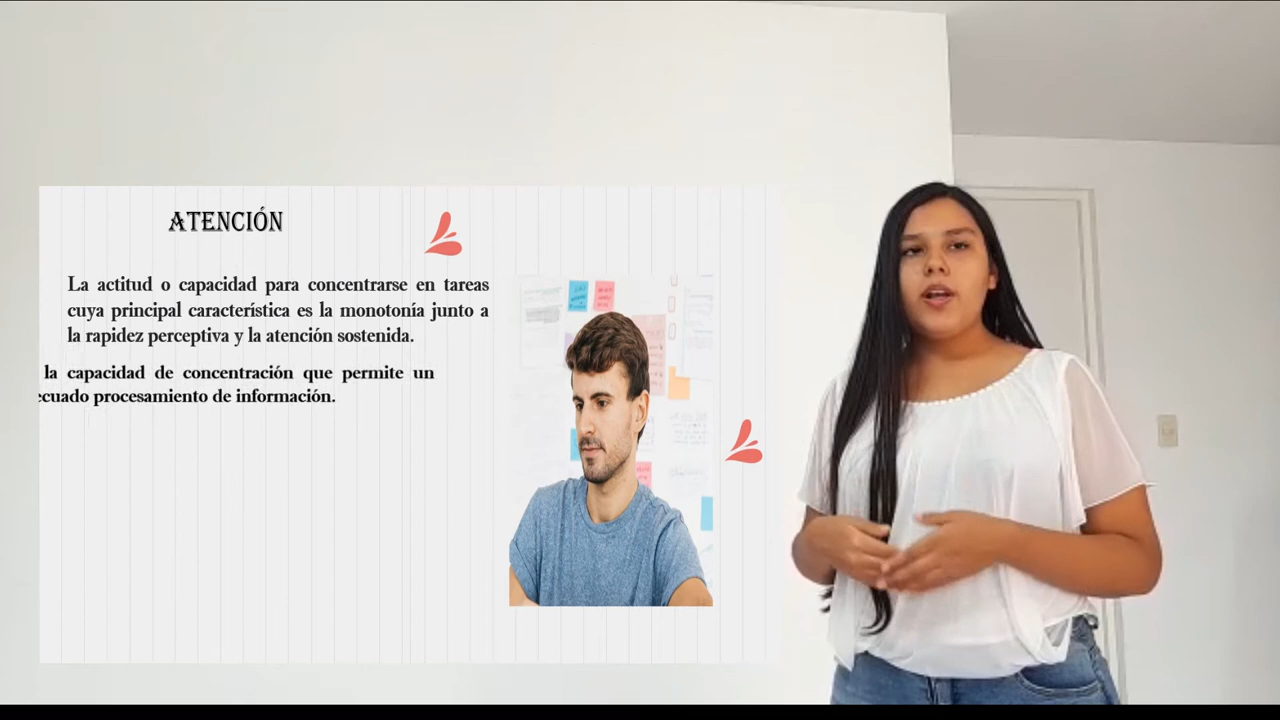 ATENCIÓN
La actitud o capacidad para concentrarse en tareas
cuya principal característica es la monotonía junto a
la rapidez perceptiva y la atención sostenida.
la capacidad de concentración que permite un
ecuado procesamiento de información.